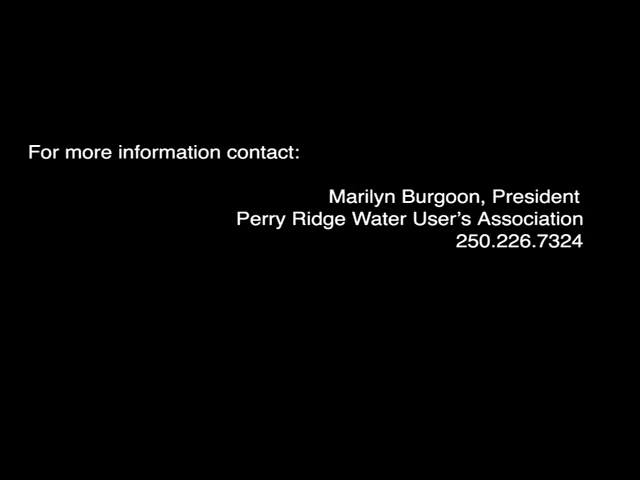 For more information contact:
Marilyn Burgoon, President
Perry Ridge Water User's Association
250.226.7324